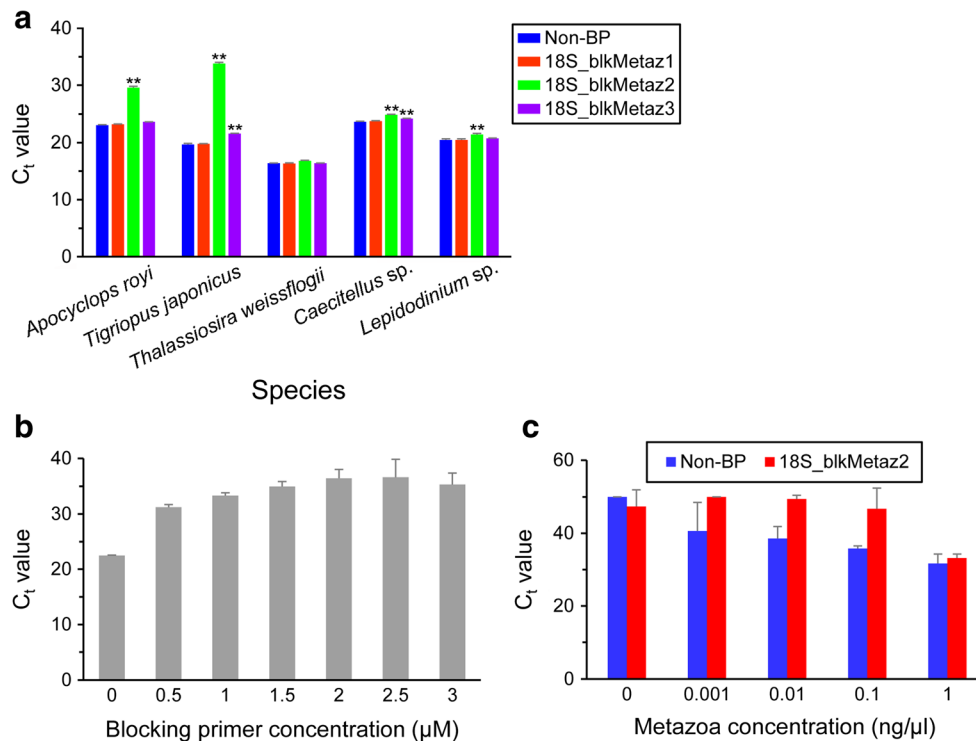 a
40
30
20
10
0
Ct value
** ** ** ** ** **
Non-BP
18S_blkMetaz1
18S_blkMetaz2
18S_blkMetaz3
Apocyclops royi
Tigriopus japonicus
Thalassiosira weissflogii
Caecitellus sp.
Lepidodinium sp.
Species
b
40
30
20
10
0
Ct value
0 0.5 1 1.5 2 2.5 3
Blocking primer concentration (µM)
c
60
40
20
0
Ct value
Non-BP 18S_blkMetaz2
0 0.001 0.01 0.1 1
Metazoa concentration (ng/µl)